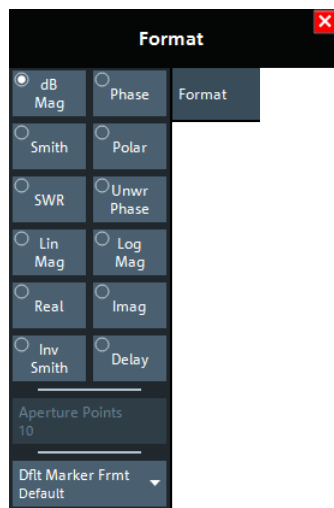 Format
dB
Mag
Phase
Format
Smith
Polar
SWR
Unwr
Phase
Lin
Mag
Log
Mag
Real
Imag
Inv
Smith
Delay
Aperture Points
10
Dflt Marker Frmt
Default